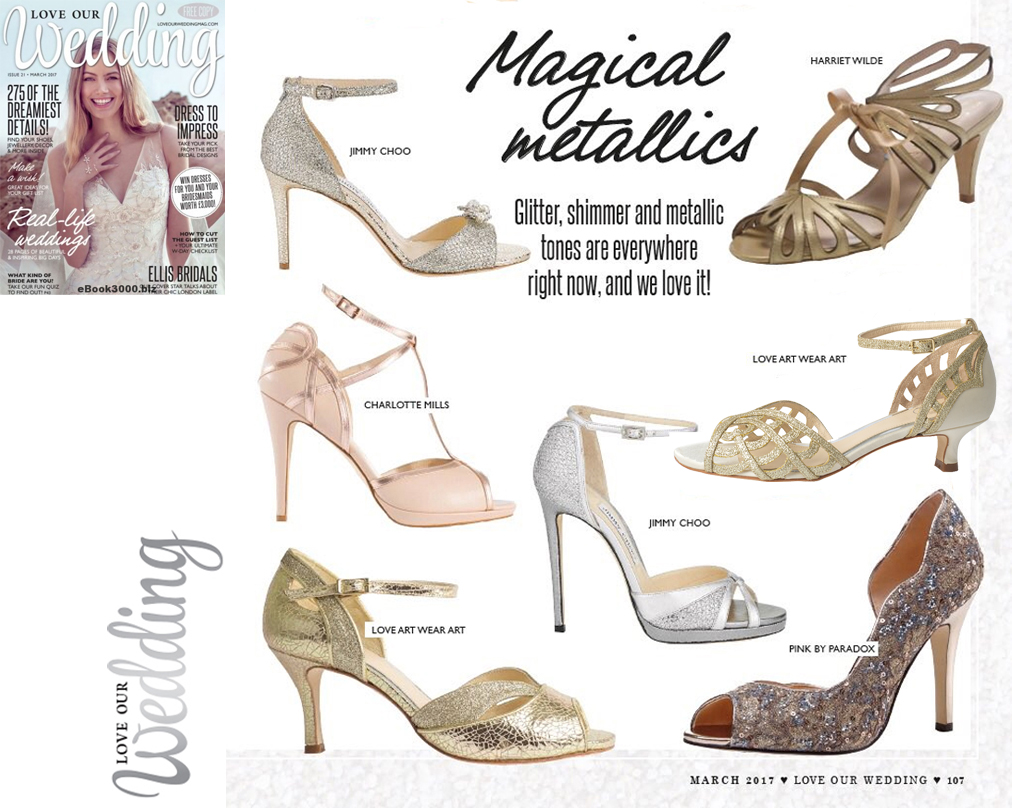 LOVE OUR
FREE COPY
LOVEOURWEDDINGMAG.COM
Wedding
ISSUE 21 • MARCH 2017
275 OF THE
DREAMIEST
DETAILS!
FIND YOUR SHOES,
JEWELLERY, DECOR
& MORE INSIDE
Make
a wish!
GREAT IDEAS FOR
YOUR GIFT LIST
Real-life
weddings
28 PAGES OF BEAUTIFUL
& INSPIRING BIG DAYS
WHAT KIND OF
BRIDE ARE YOU?
TAKE OUR FUN QUIZ
TO FIND OUT!
DRESS TO
IMPRESS
TAKE YOUR PICK
FROM THE BEST
BRIDAL DESIGNS
WIN DRESSES
FOR YOU AND YOUR
BRIDESMAIDS
WORTH £3,000!
HOW TO CUT
THE GUEST LIST
+ YOUR ULTIMATE
W-DAY CHECKLIST
ELLIS BRIDALS
COVER STAR TALKS ABOUT
HER CHIC LONDON LABEL
eBook3000.biz
Magical
metallics
Glitter, shimmer and metallic
tones are everywhere
right now, and we love it!
JIMMY CHOO
HARRIET WILDE
CHARLOTTE MILLS
LOVE ART WEAR ART
JIMMY CHOO
LOVE ART WEAR ART
PINK BY PARADOX
LOVE OUR
Wedding
MARCH 2017 ♥ LOVE OUR WEDDING ♥ 107